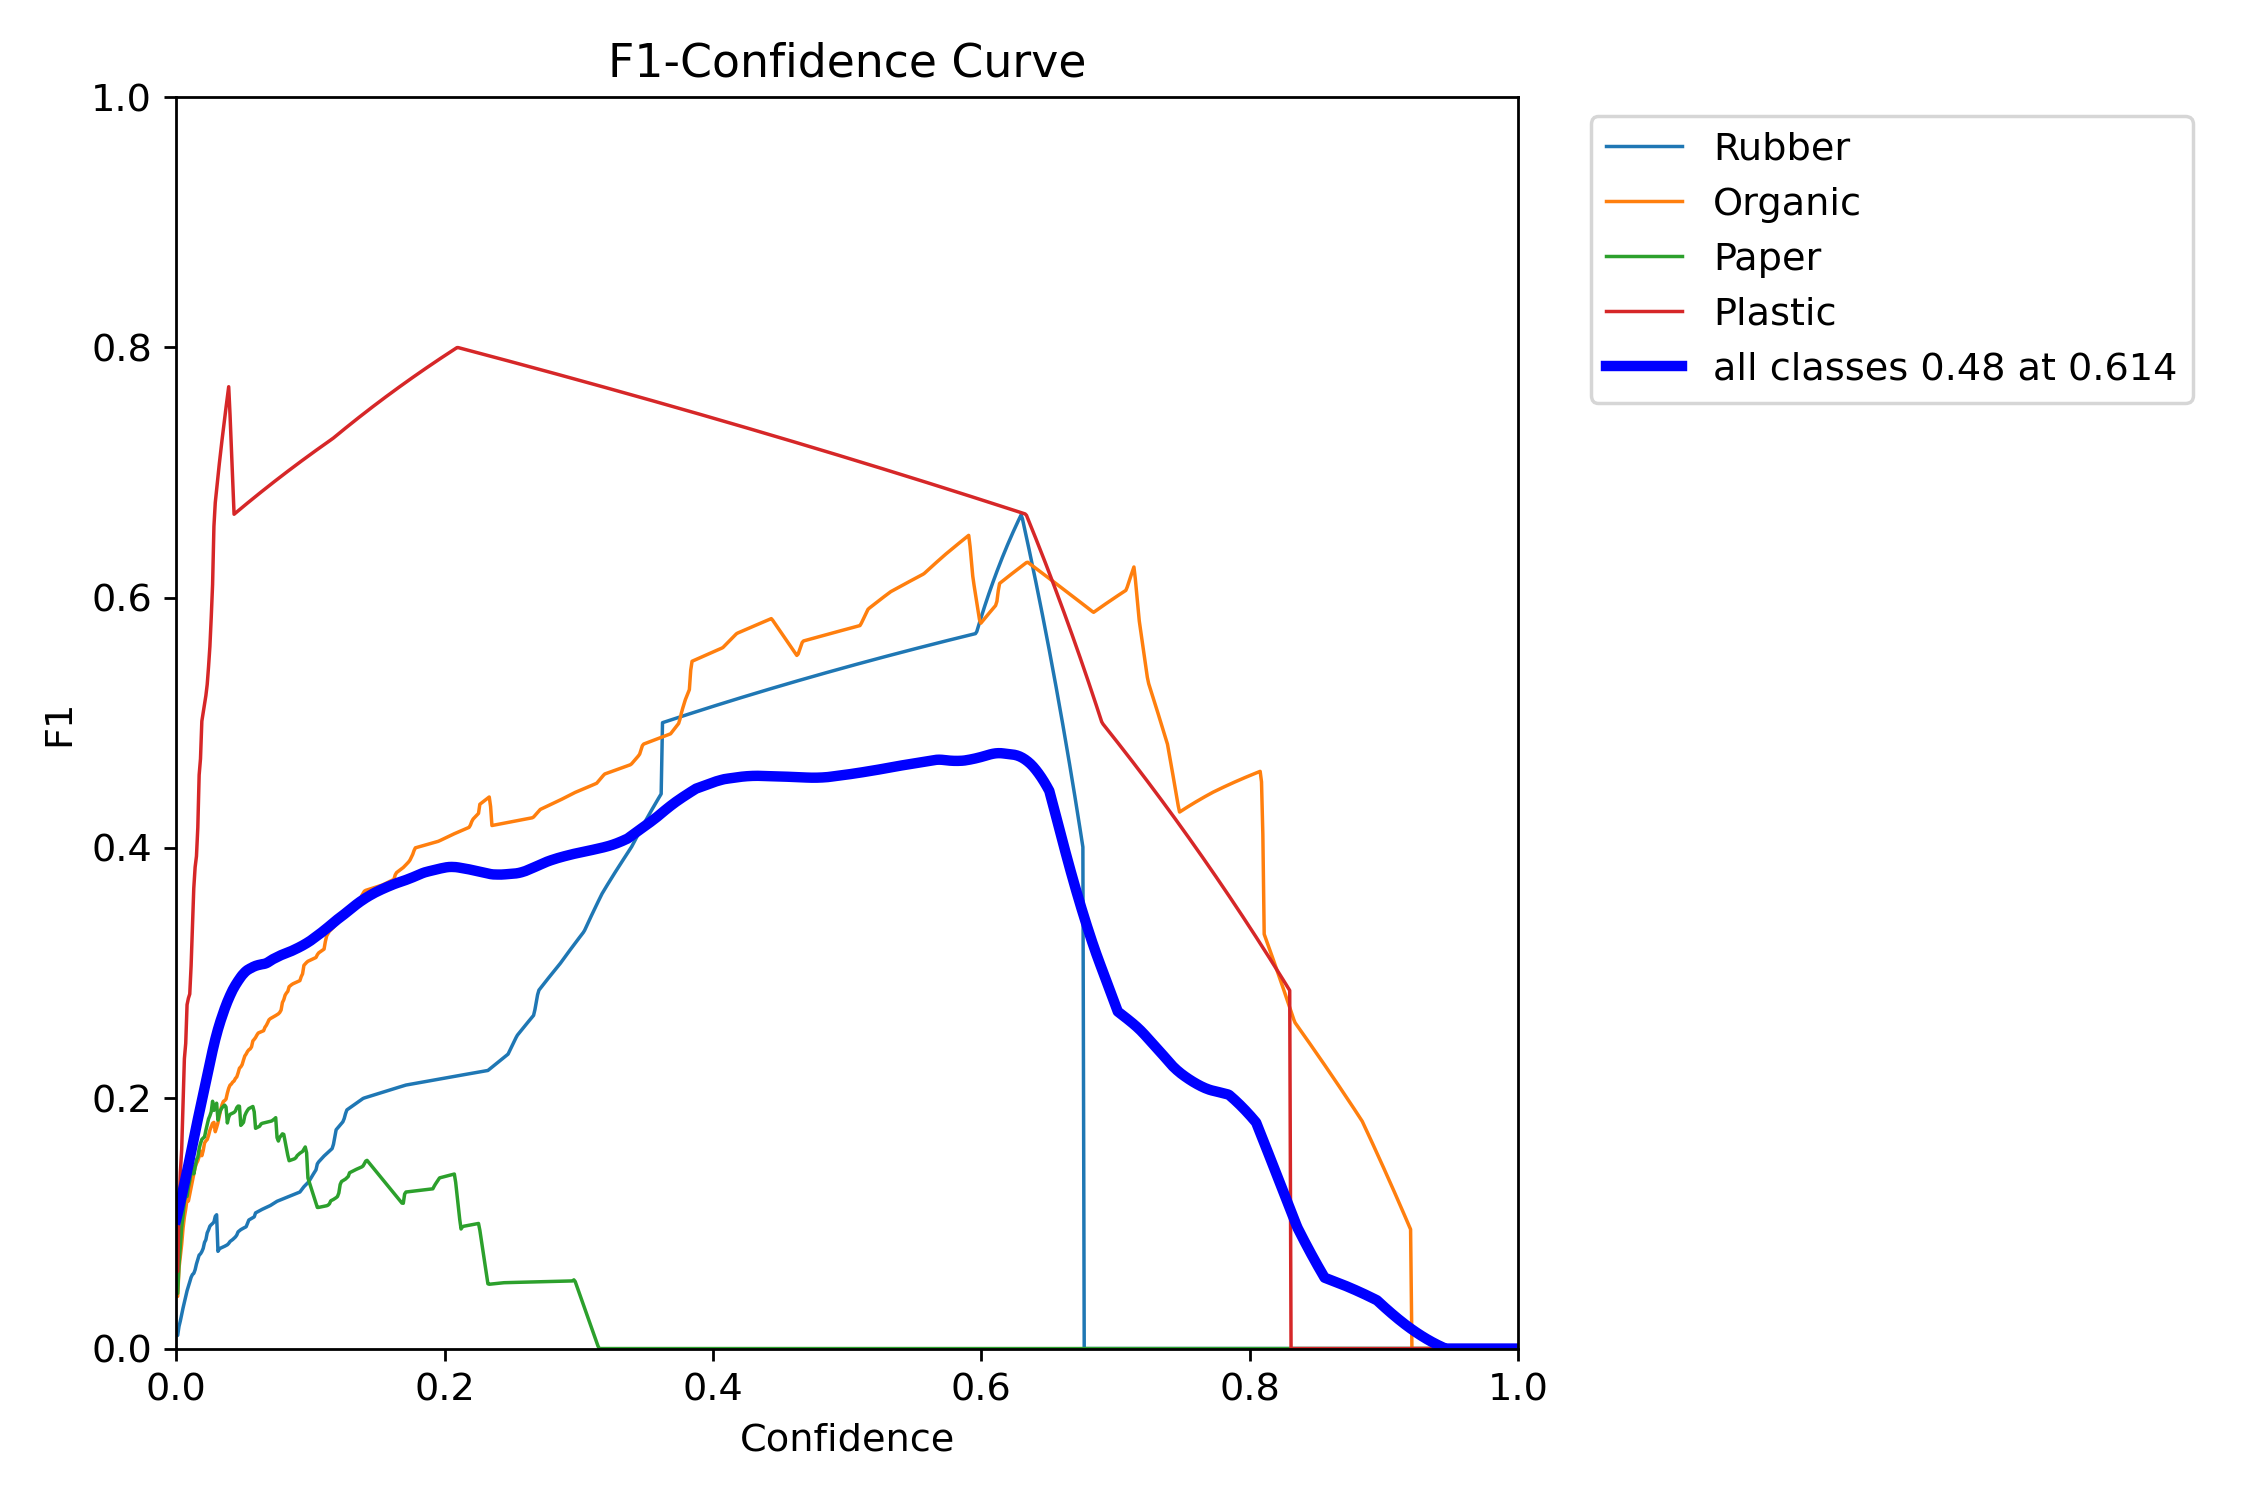 F1-Confidence Curve
1.0
0.8
0.6
0.4
0.2
0.0
F1
0.0 0.2 0.4 0.6 0.8 1.0
Confidence
Rubber
Organic
Paper
Plastic
all classes 0.48 at 0.614